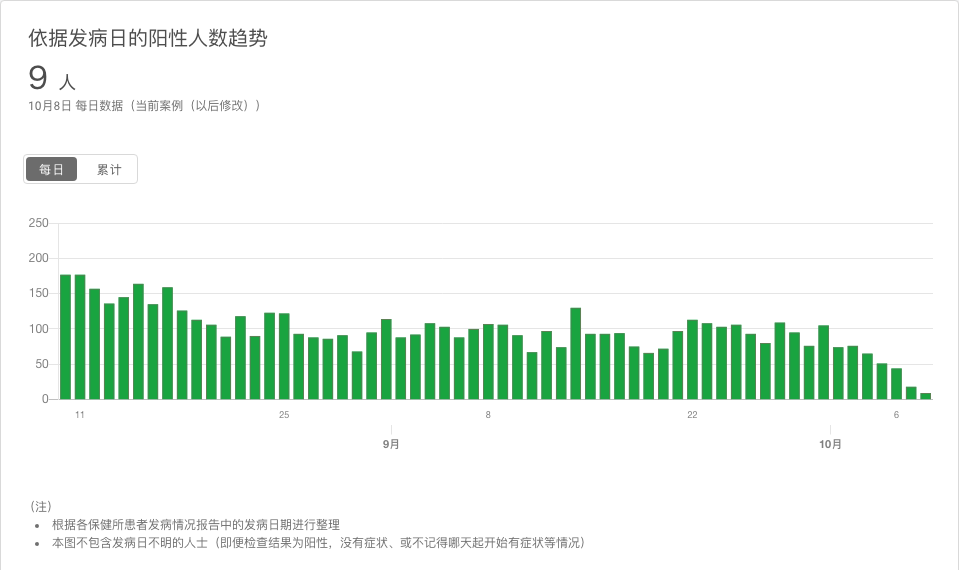 依据发病日的阳性人数趋势
9 人
10月8日 每日数据（当前案例（以后修改））
每日 累计
250
200
150
100
50
0
11 25 8 22 6
9月 10月
（注）
• 根据各保健所患者发病情况报告中的发病日期进行整理
• 本图不包含发病日不明的人士（即便检查结果为阳性，没有症状、或不记得哪天起开始有症状等情况）